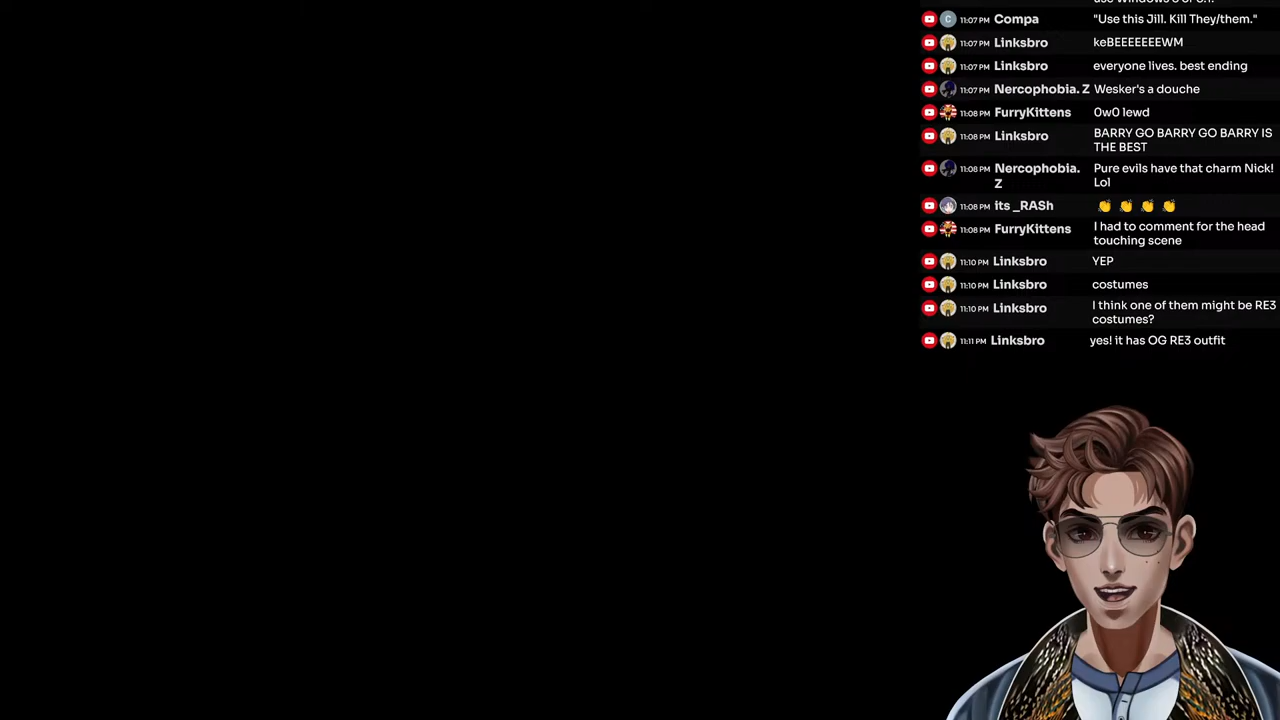 11:07 PM Compa "Use this Jill. Kill They/them."
11:07 PM Linksbro keBEEEEEEWM
11:07 PM Linksbro everyone lives. best ending
11:07 PM Nercophobia. Z Wesker's a douche
11:08 PM FurryKittens 0w0 lewd
11:08 PM Linksbro BARRY GO BARRY GO BARRY IS
THE BEST
11:08 PM Nercophobia. Pure evils have that charm Nick!
Z Lol
11:08 PM its _RASh
11:08 PM FurryKittens I had to comment for the head
touching scene
11:10 PM Linksbro YEP
11:10 PM Linksbro costumes
11:10 PM Linksbro I think one of them might be RE3
costumes?
11:11 PM Linksbro yes! it has OG RE3 outfit